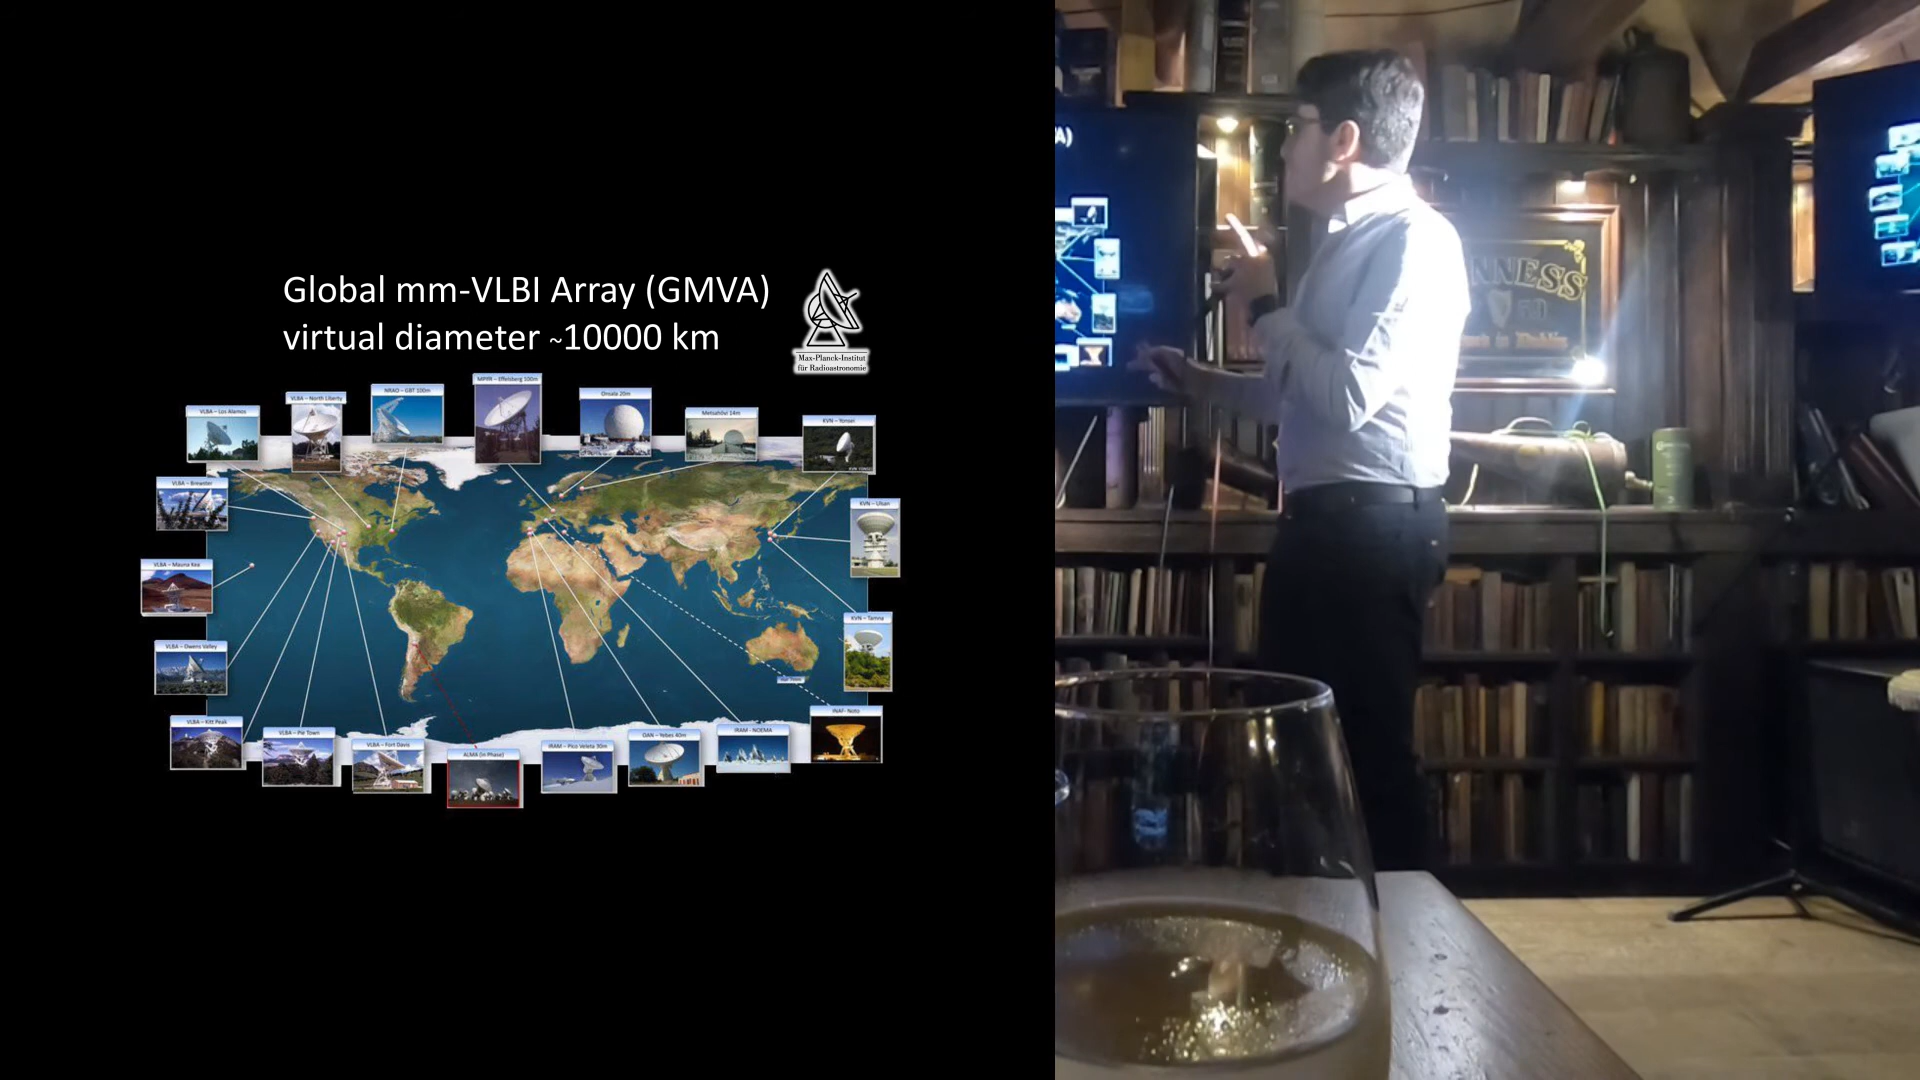 Global mm-VLBI Array (GMVA)
virtual diameter ~10000 km
Max-Planck-Institut
für Radioastronomie
VLBA – Los Alamos
VLBA – North Liberty
NRAO – GBT 100m
MPIfR – Effelsberg 100m
Onsala 20m
Metsähövi 14m
KVN – Yonsei
VLBA – Brewster
KVN – Ulsan
VLBA – Mauna Kea
KVN – Tamna
VLBA – Owens Valley
VLBA – Kitt Peak
VLBA – Pie Town
VLBA – Fort Davis
ALMA (in Phase)
IRAM – Pico Veleta 30m
OAN – Yebes 40m
IRAM - NOEMA
INAF- Noto
A)
NNESS